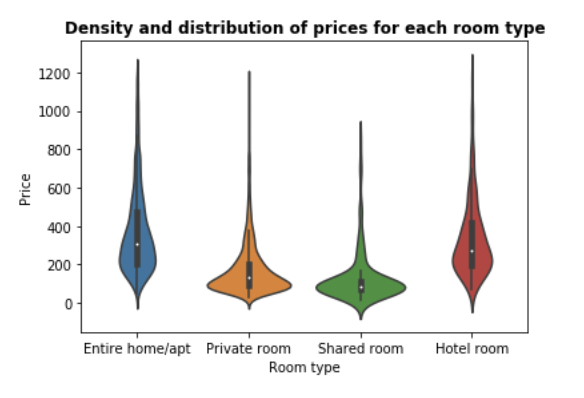 Density and distribution of prices for each room type
1200
1000
800
600
400
200
0
Price
Entire home/apt Private room Shared room Hotel room
Room type